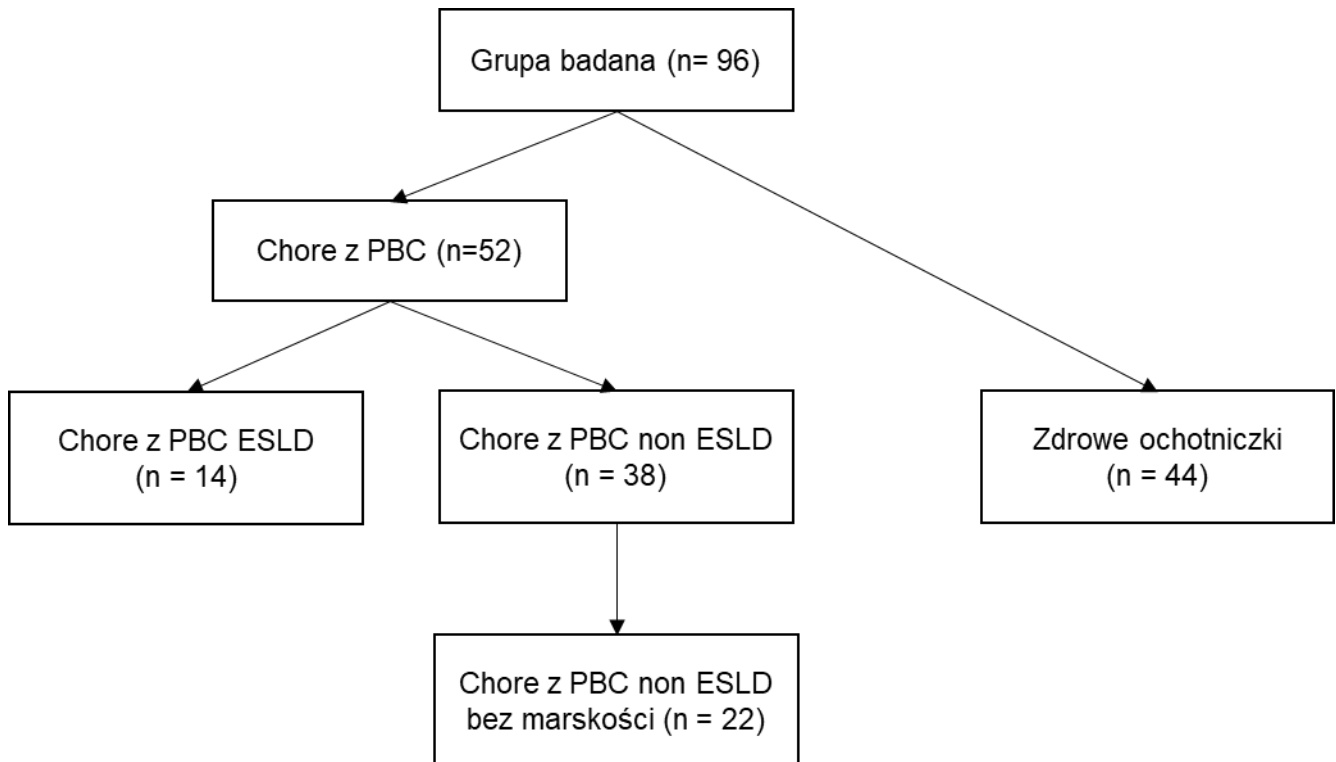 Grupa badana (n= 96)
Chore z PBC (n=52)
Chore z PBC ESLD
(n = 14)
Chore z PBC non ESLD
(n = 38)
Zdrowe ochotniczki
(n = 44)
Chore z PBC non ESLD
bez marskości (n = 22)